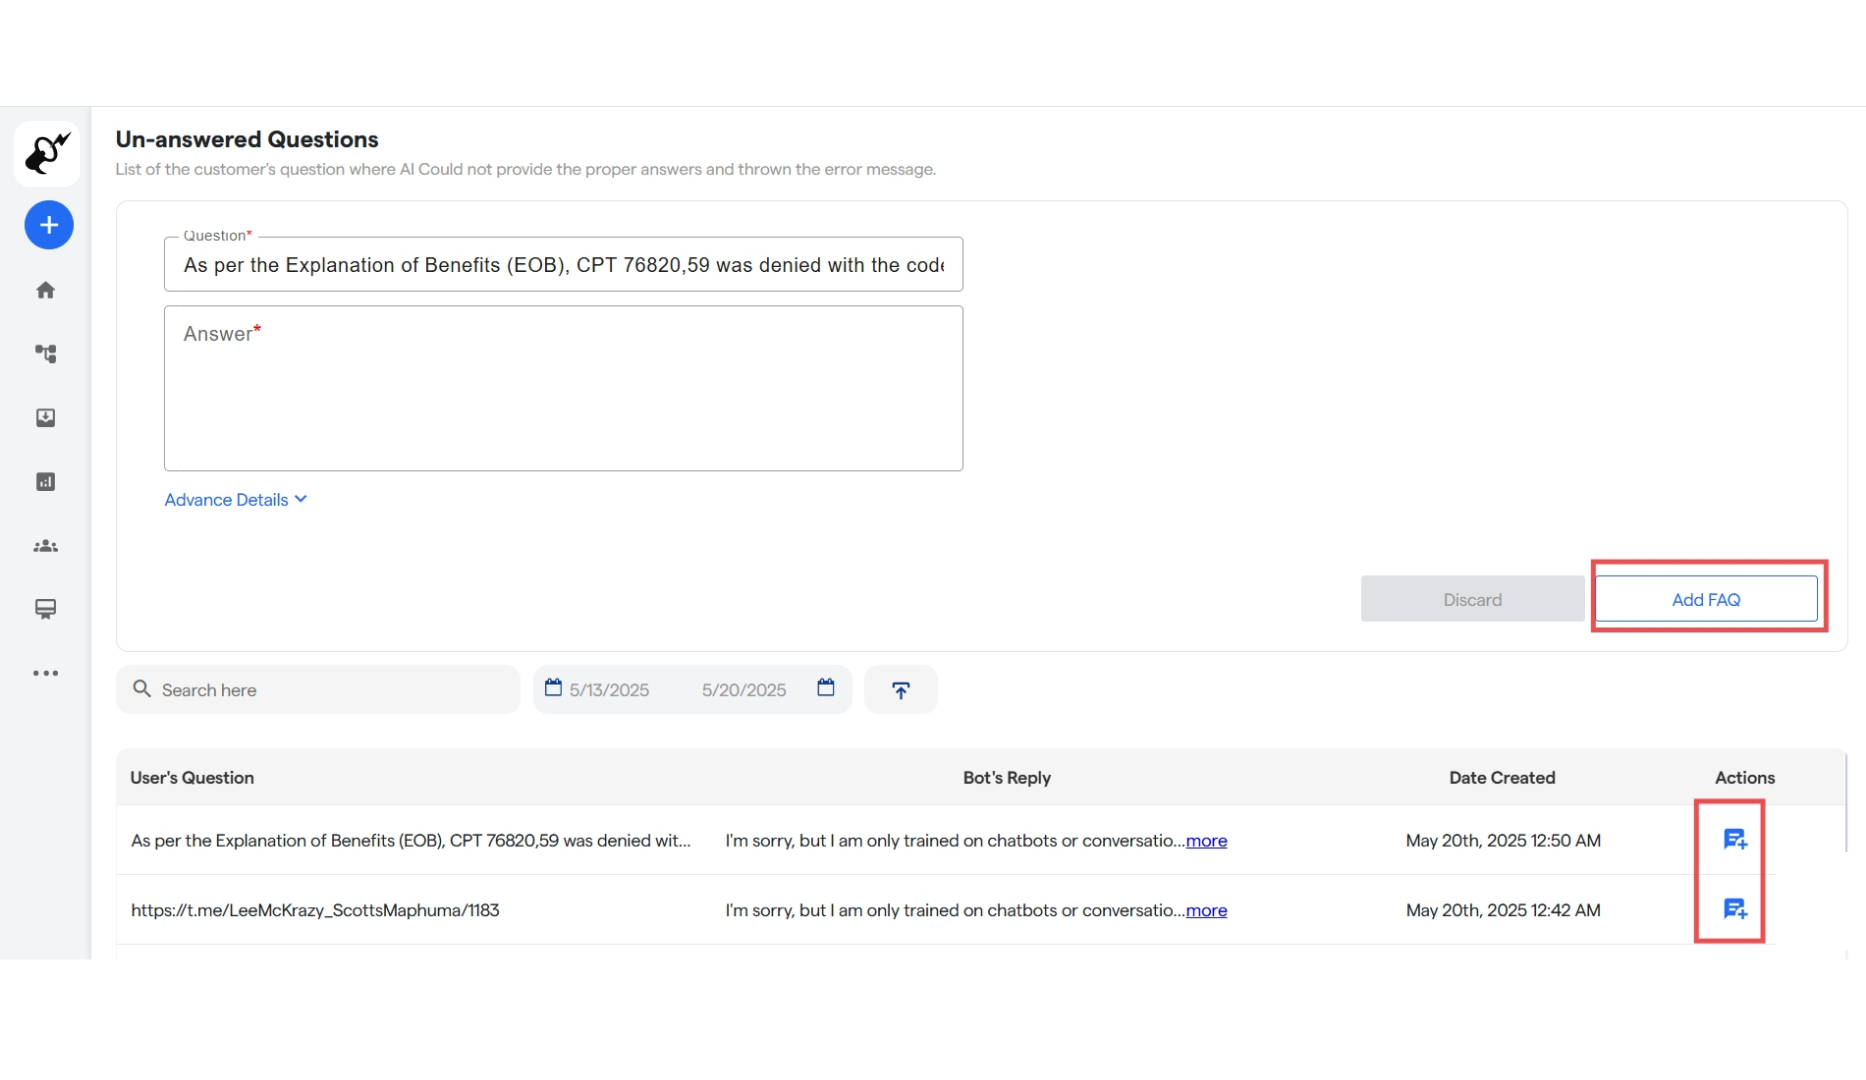 Un-answered Questions
List of the customer's question where AI Could not provide the proper answers and thrown the error message.
Question*
As per the Explanation of Benefits (EOB), CPT 76820,59 was denied with the code
Answer*
Advance Details
Discard
Add FAQ
Search here
5/13/2025
5/20/2025
User's Question
Bot's Reply
Date Created
Actions
As per the Explanation of Benefits (EOB), CPT 76820,59 was denied wit...
I'm sorry, but I am only trained on chatbots or conversatio...more
May 20th, 2025 12:50 AM
https://t.me/LeeMcKrazy_ScottsMaphuma/1183
I'm sorry, but I am only trained on chatbots or conversatio...more
May 20th, 2025 12:42 AM